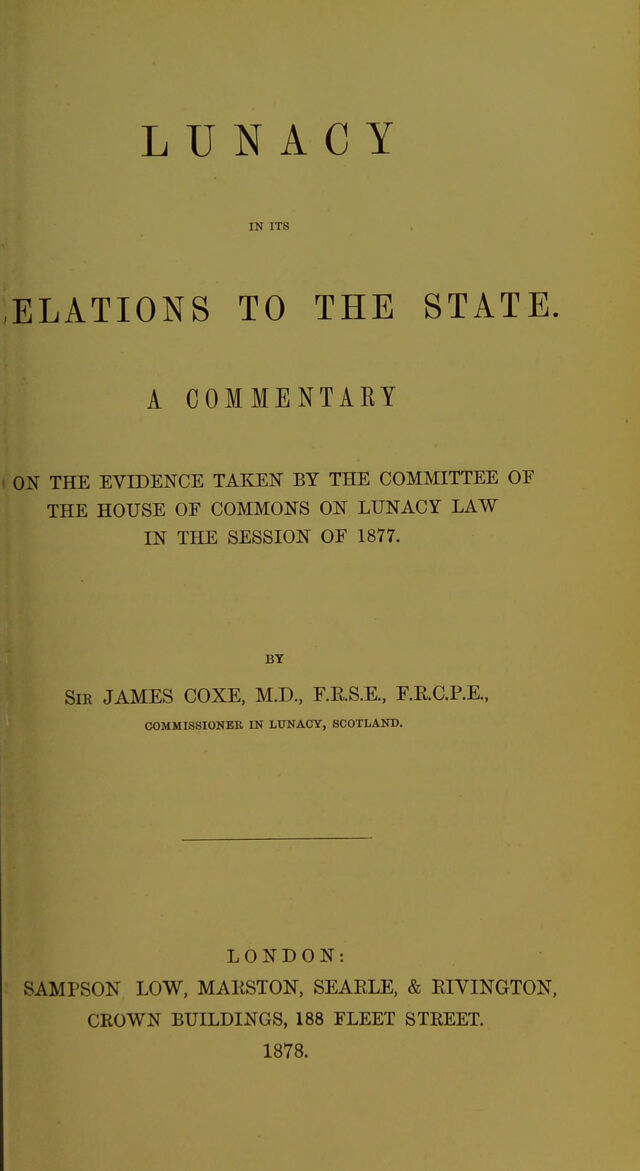 LUNACY
IN ITS
ELATIONS TO THE STATE.
A COMMENTARY
ON THE EVIDENCE TAKEN BY THE COMMITTEE OF
THE HOUSE OF COMMONS ON LUNACY LAW
IN THE SESSION OF 1877.
BY
SIR JAMES COXE, M.D., F.R.S.E., F.R.C.P.E.,
COMMISSIONER IN LUNACY, SCOTLAND.
LONDON:
SAMPSON LOW, MARSTON, SEARLE, & RIVINGTON,
CROWN BUILDINGS, 188 FLEET STREET.
1878.